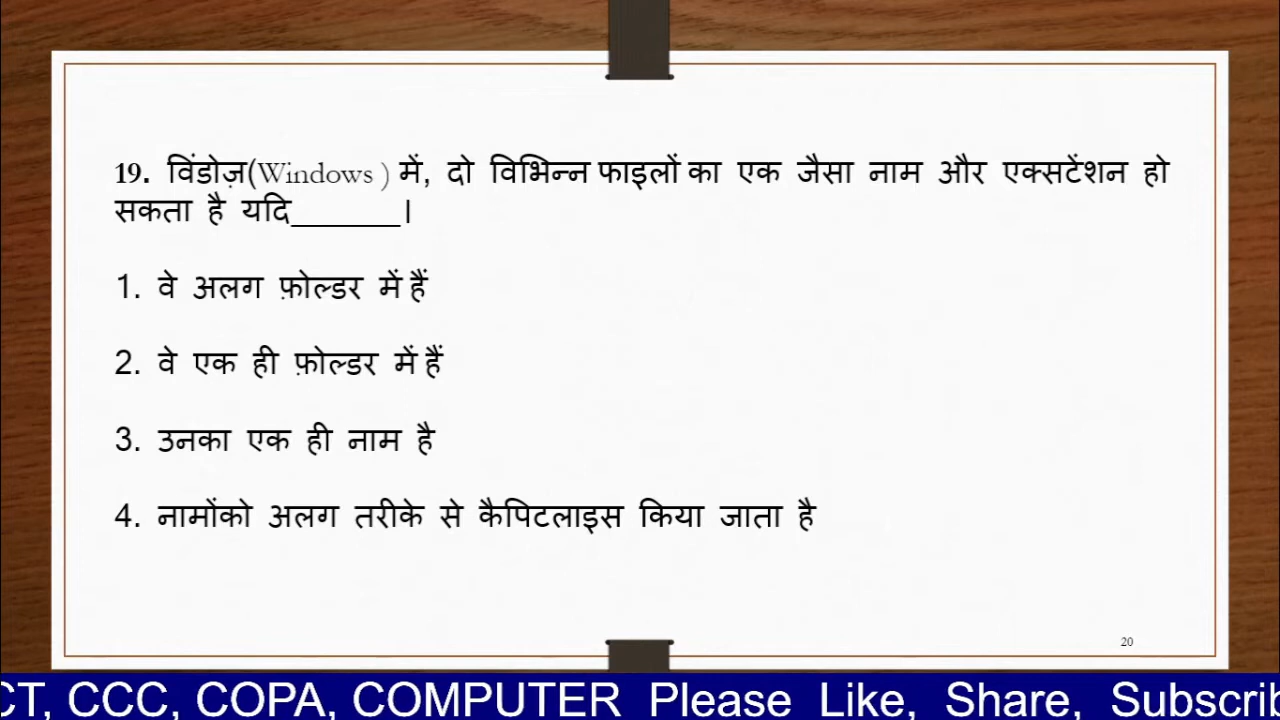 19. विंडोज़(Windows ) में, दो विभिन्न फाइलों का एक जैसा नाम और एक्सटेंशन हो
सकता है यदि_______।
1. वे अलग फ़ोल्डर में हैं
2. वे एक ही फ़ोल्डर में हैं
3. उनका एक ही नाम है
4. नामोंको अलग तरीके से कैपिटलाइस किया जाता है
20
CT, CCC, COPA, COMPUTER Please Like, Share, Subscrib